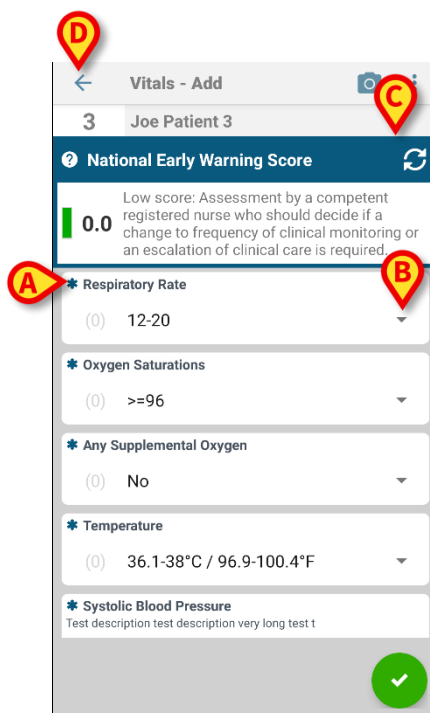 D
Vitals - Add
C
3 Joe Patient 3
? National Early Warning Score
0.0
Low score: Assessment by a competent
registered nurse who should decide if a
change to frequency of clinical monitoring or
an escalation of clinical care is required.
A
B
✱ Respiratory Rate
(0) 12-20
✱ Oxygen Saturations
(0) >=96
✱ Any Supplemental Oxygen
(0) No
✱ Temperature
(0) 36.1-38°C / 96.9-100.4°F
✱ Systolic Blood Pressure
Test description test description very long test t